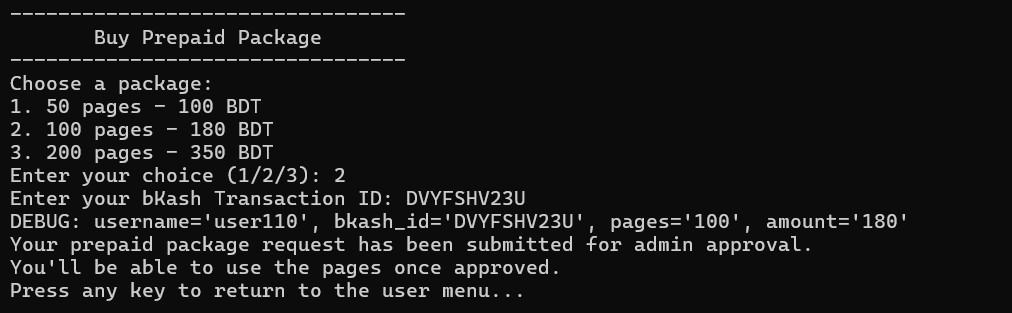 ---------------------------------
       Buy Prepaid Package
---------------------------------
Choose a package:
1. 50 pages - 100 BDT
2. 100 pages - 180 BDT
3. 200 pages - 350 BDT
Enter your choice (1/2/3): 2
Enter your bKash Transaction ID: DVYFSHV23U
DEBUG: username='user110', bkash_id='DVYFSHV23U', pages='100', amount='180'
Your prepaid package request has been submitted for admin approval.
You'll be able to use the pages once approved.
Press any key to return to the user menu...